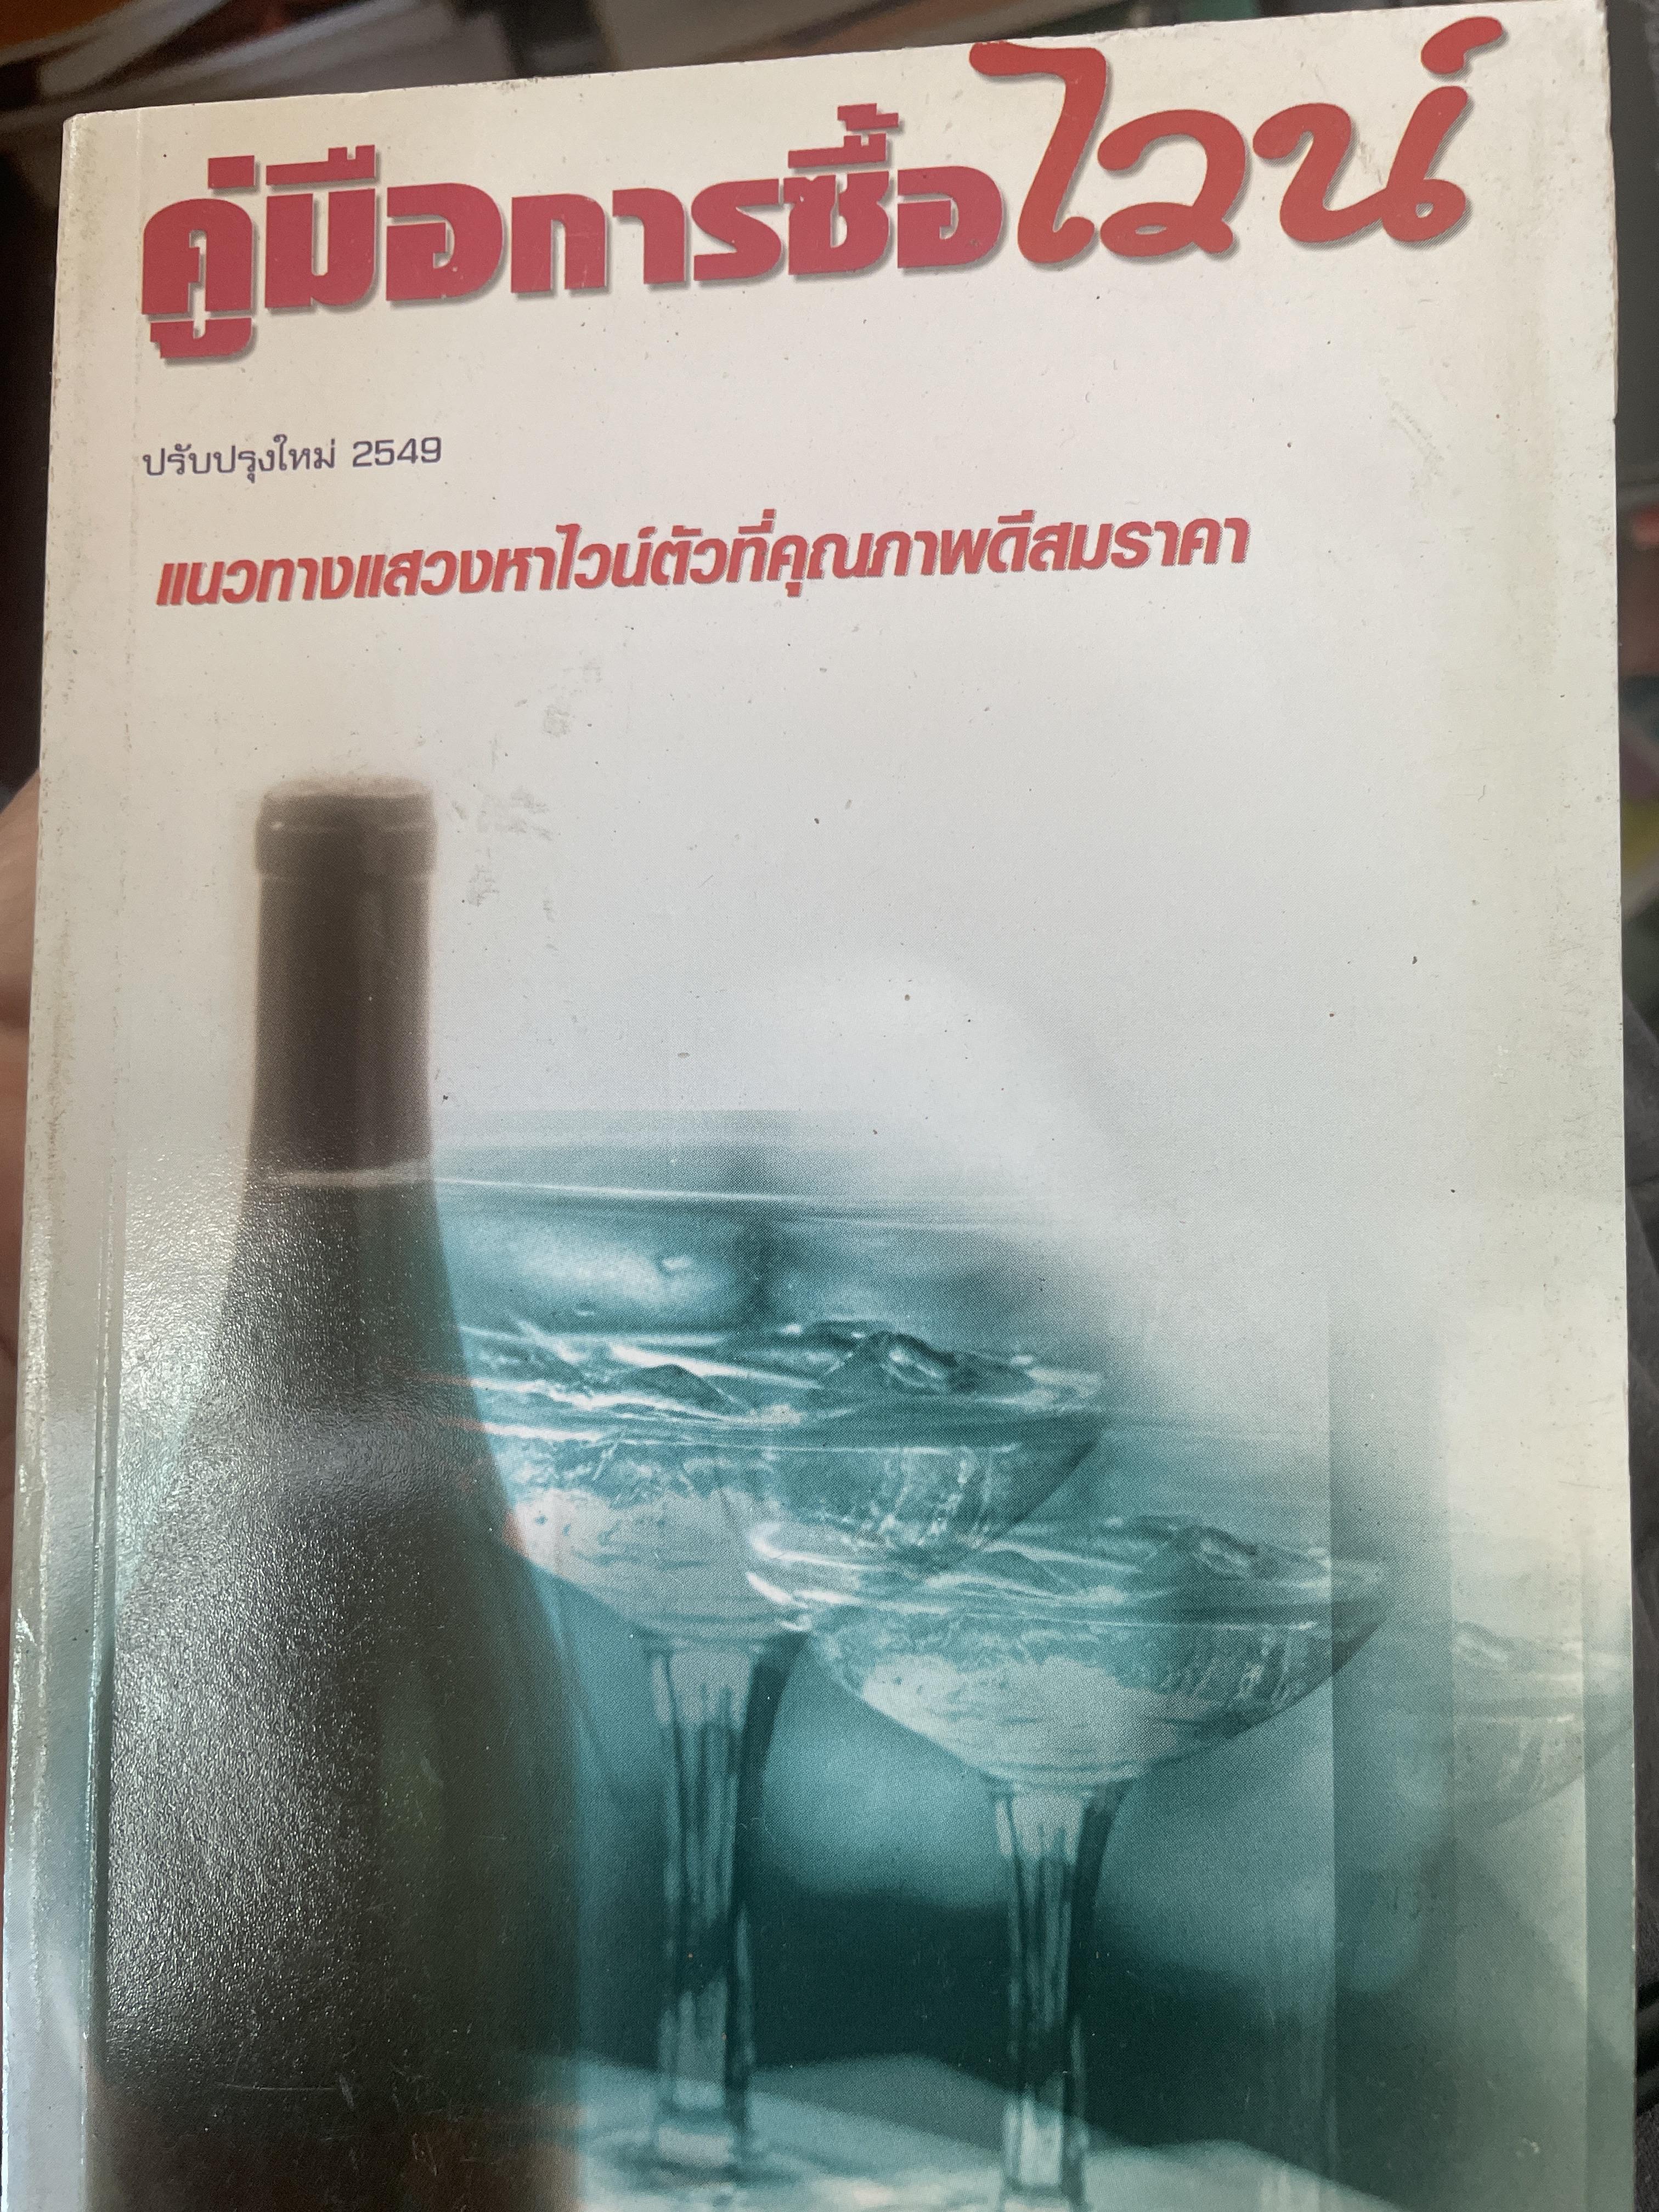 คู่มือการซื้อไวน์
ปรับปรุงใหม่ 2549
แนวทางแสวงหาไวน์ตัวที่คุณภาพดีสมราคา